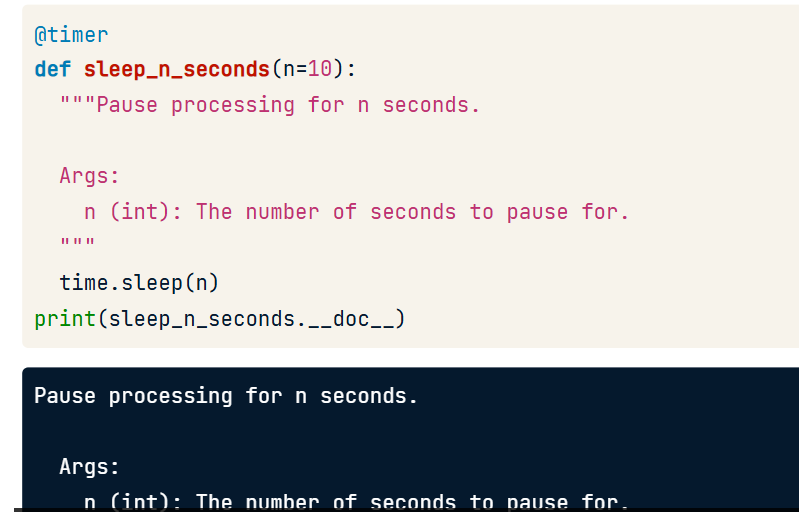 @timer
def sleep_n_seconds(n=10):
  """Pause processing for n seconds.

  Args:
    n (int): The number of seconds to pause for.
  """
  time.sleep(n)
print(sleep_n_seconds.__doc__)
Pause processing for n seconds.

  Args:
    n (int): The number of seconds to pause for.